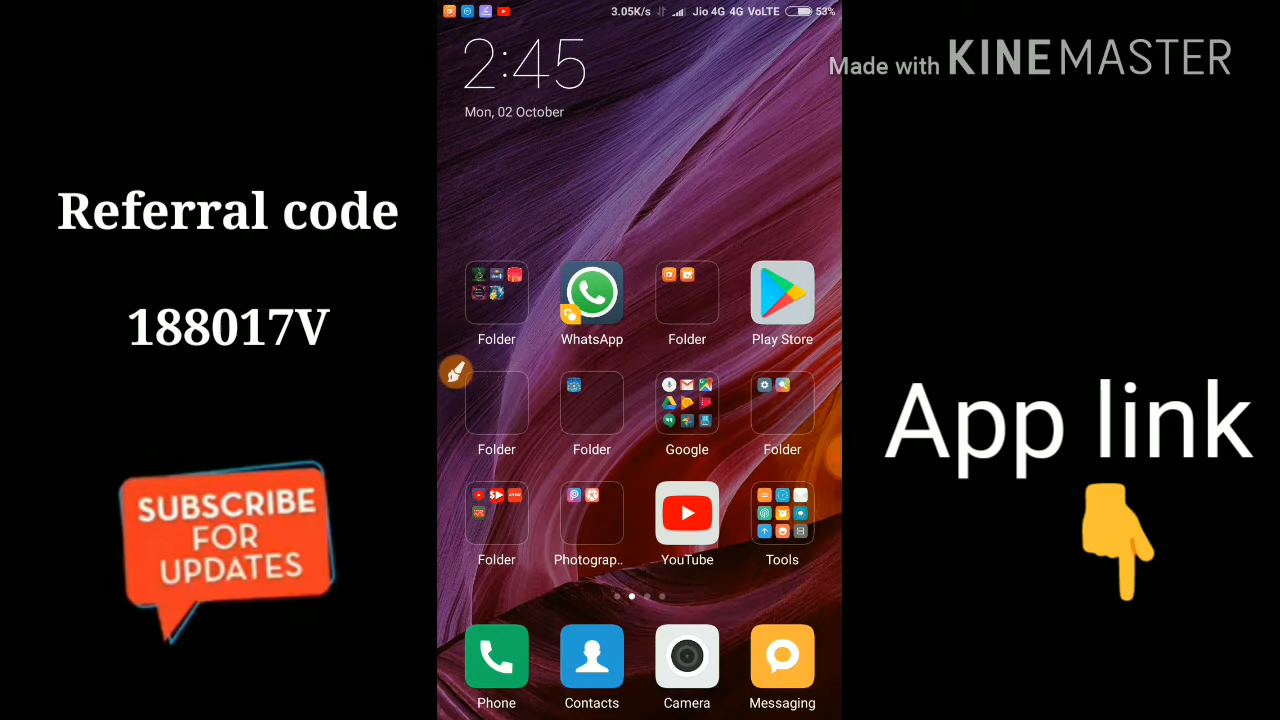 3.05K/s Jio 4G 4G VoLTE 53%
Made with KINEMASTER
2:45
Mon, 02 October
Referral code
188017V
Folder WhatsApp Folder Play Store
Folder Folder Google Folder
App link
SUBSCRIBE
FOR
UPDATES
Folder Photograp.. YouTube Tools
Phone Contacts Camera Messaging